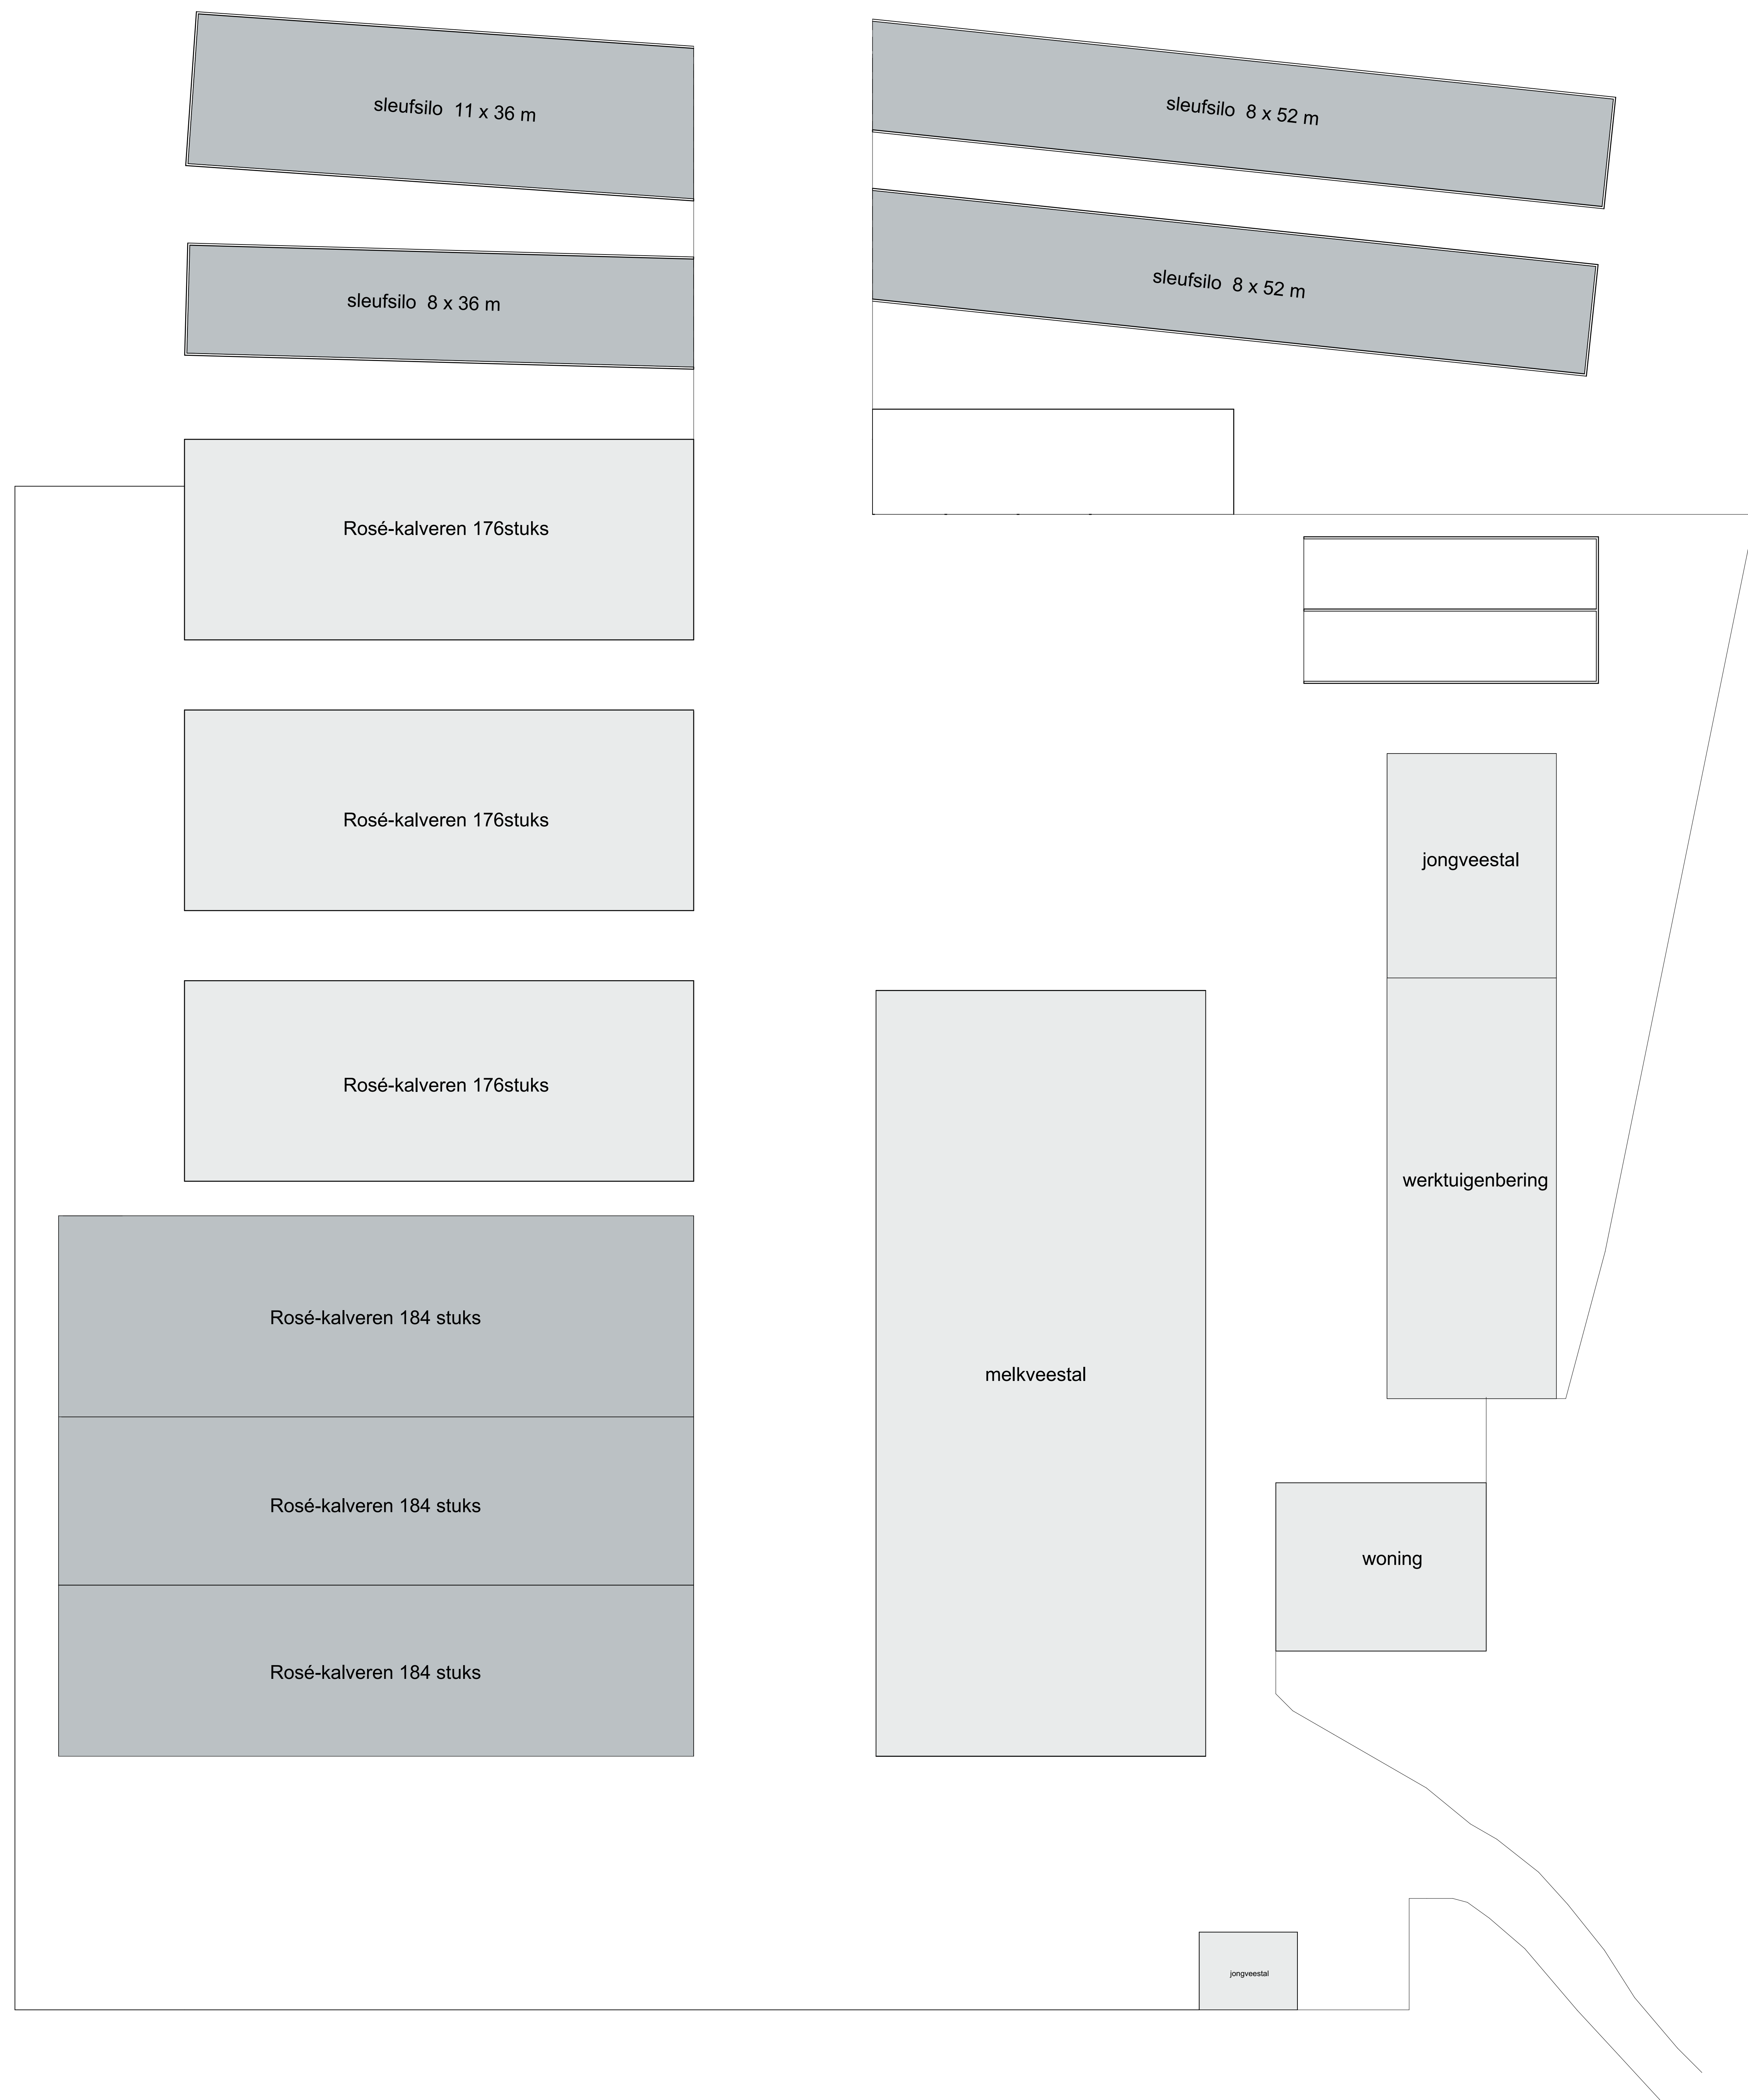 sleufsilo  11 x 36 m
sleufsilo  8 x 52 m
sleufsilo  8 x 36 m
sleufsilo  8 x 52 m
Rosé-kalveren 176stuks
Rosé-kalveren 176stuks
jongveestal
Rosé-kalveren 176stuks
werktuigenbering
Rosé-kalveren 184 stuks
melkveestal
Rosé-kalveren 184 stuks
woning
Rosé-kalveren 184 stuks
jongveestal